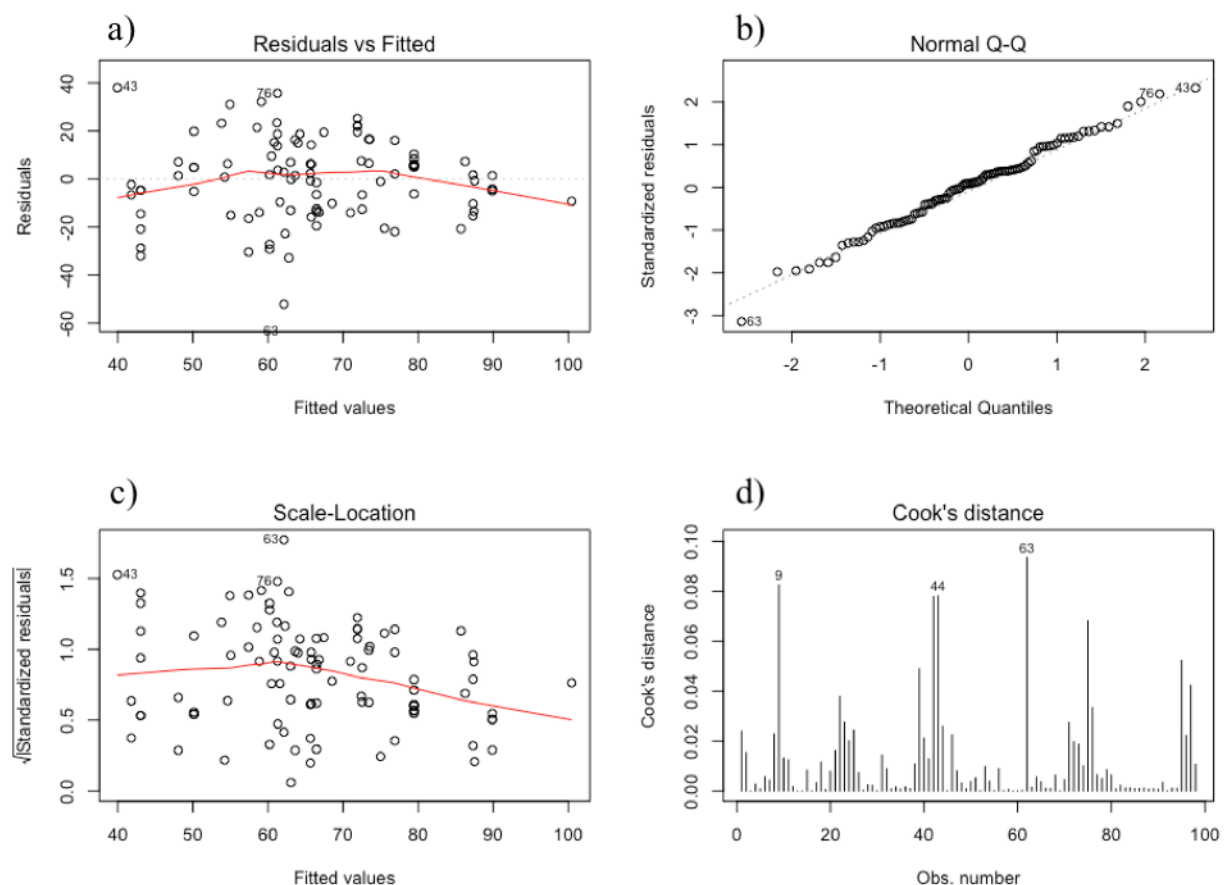 a)
Residuals vs Fitted
Residuals
40
20
0
-20
-40
-60
43
76
63
40 50 60 70 80 90 100
Fitted values
b)
Normal Q-Q
Standardized residuals
2
1
0
-1
-2
-3
76
43
63
-2 -1 0 1 2
Theoretical Quantiles
c)
Scale-Location
√|Standardized residuals|
1.5
1.0
0.5
0.0
63
43
76
40 50 60 70 80 90 100
Fitted values
d)
Cook's distance
Cook's distance
0.10
0.08
0.06
0.04
0.02
0.00
9
44
63
0 20 40 60 80 100
Obs. number